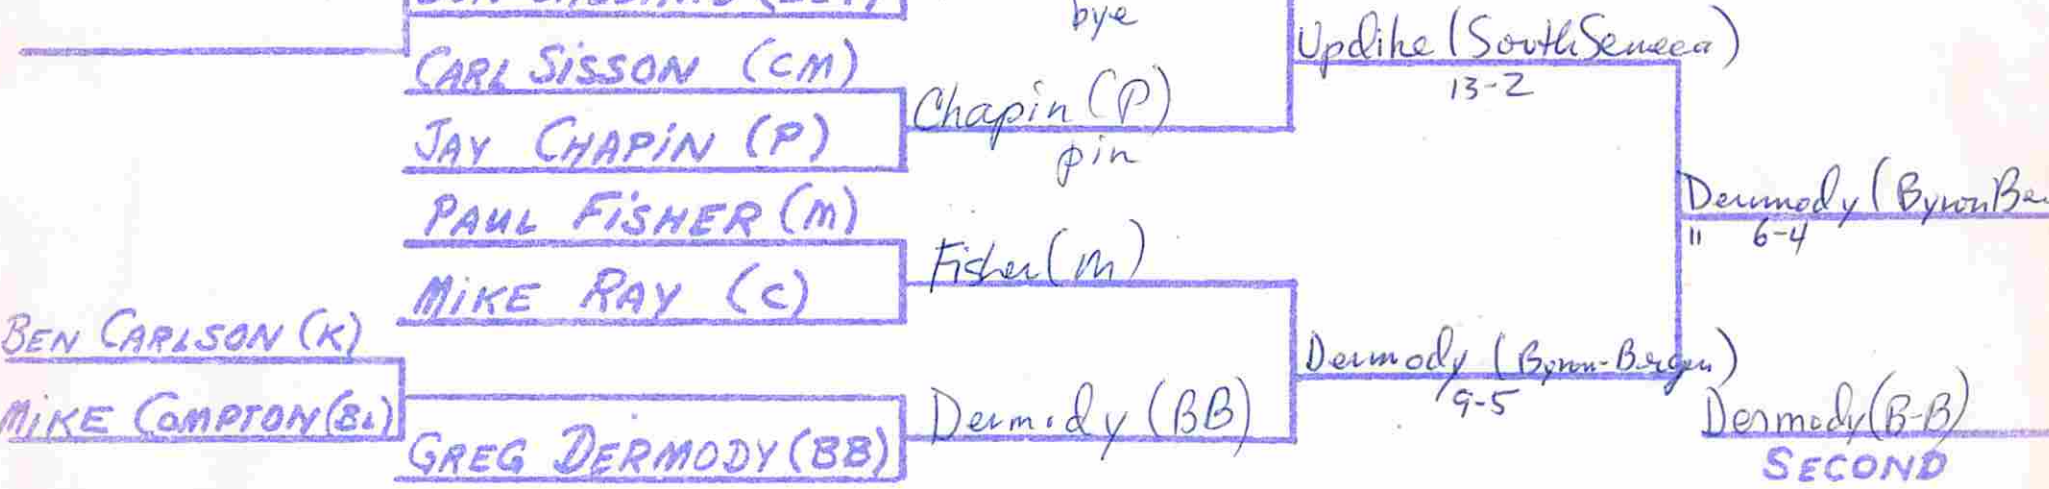 bye
Updike (South Seneca)
13-2
CARL SISSON (CM)
Chapin (P)
pin
JAY CHAPIN (P)
PAUL FISHER (M)
Dermody (Byron Be
" 6-4
Fisher (M)
MIKE RAY (C)
BEN CARLSON (K)
Dermody (Byron-Bergen)
9-5
MIKE COMPTON (BL)
Dermody (BB)
Dermody (B-B)
SECOND
GREG DERMODY (BB)